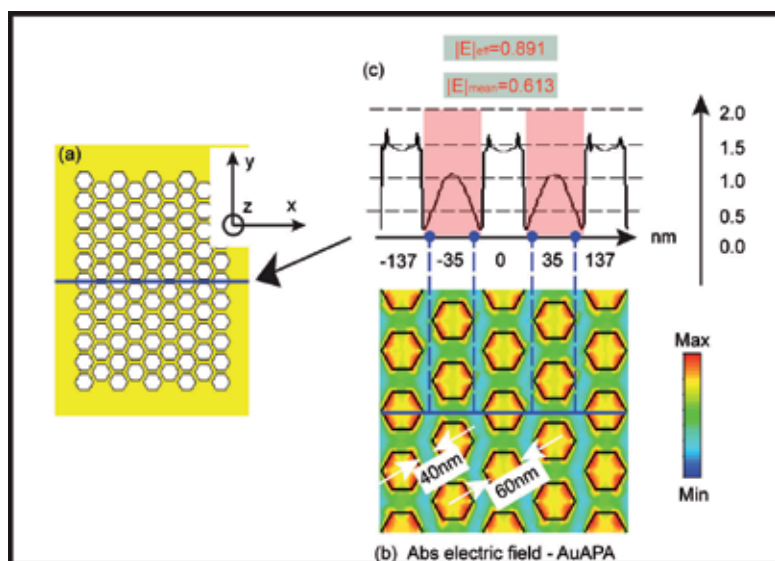 |E|eff=0.891
(c)
|E|mean=0.613
2.0
1.5
1.0
0.5
0.0
nm
-137 -35 0 35 137
(a)
y
z
x
Max
Min
40nm
60nm
(b) Abs electric field - AuAPA